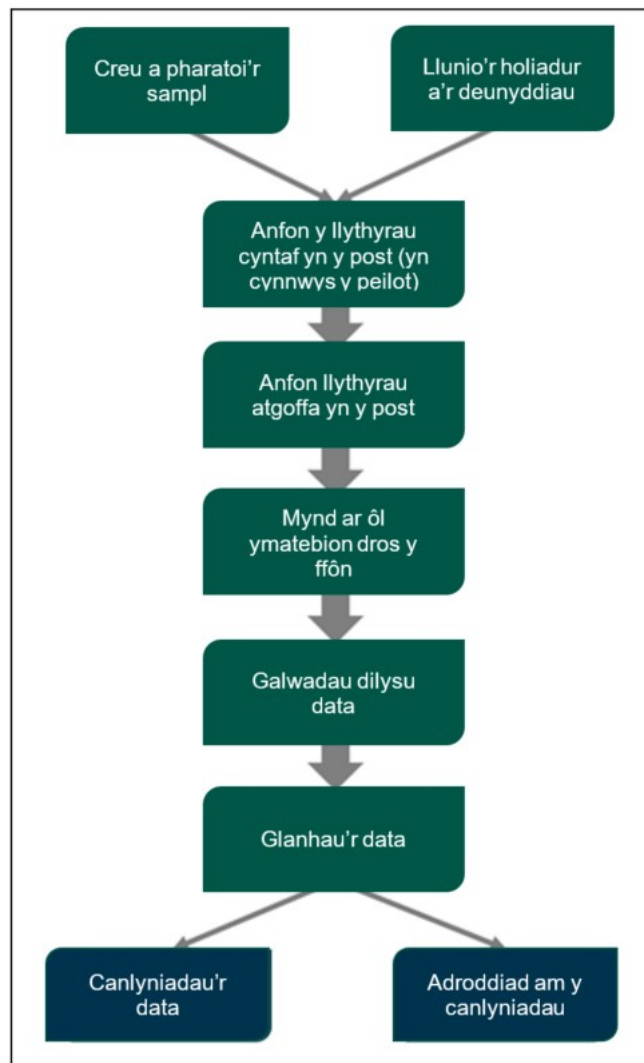 Creu a pharatoi’r
sampl
Llunio’r holiadur
a’r deunyddiau
Anfon y llythyrau
cyntaf yn y post (yn
cynnwys y peilot)
Anfon llythyrau
atgoffa yn y post
Mynd ar ôl
ymatebion dros y
ffôn
Galwadau dilysu
data
Glanhau’r data
Canlyniadau’r
data
Adroddiad am y
canlyniadau